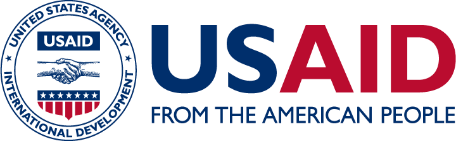 UNITED STATES AGENCY
USAID
INTERNATIONAL DEVELOPMENT
USAID
FROM THE AMERICAN PEOPLE